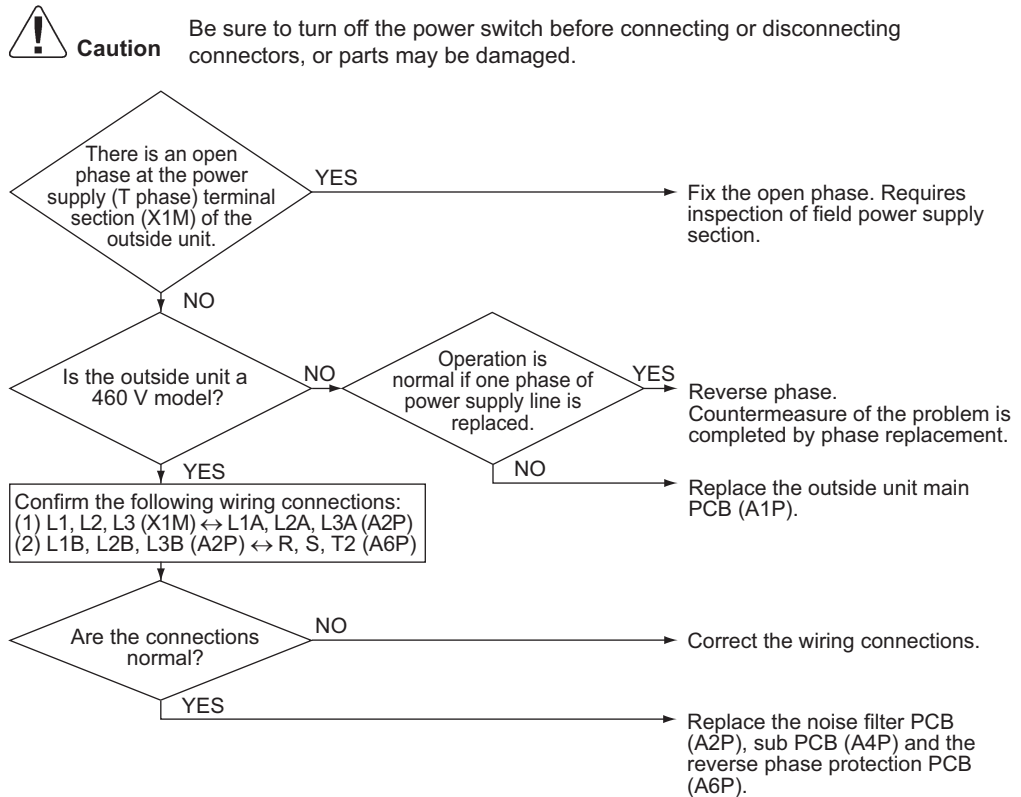 Caution
Be sure to turn off the power switch before connecting or disconnecting
connectors, or parts may be damaged.
There is an open
phase at the power
supply (T phase) terminal
section (X1M) of the
outside unit.
YES
Fix the open phase. Requires
inspection of field power supply
section.
NO
Is the outside unit a
460 V model?
NO
Operation is
normal if one phase of
power supply line is
replaced.
YES
Reverse phase.
Countermeasure of the problem is
completed by phase replacement.
NO
Replace the outside unit main
PCB (A1P).
YES
Confirm the following wiring connections:
(1) L1, L2, L3 (X1M) ↔ L1A, L2A, L3A (A2P)
(2) L1B, L2B, L3B (A2P) ↔ R, S, T2 (A6P)
Are the connections
normal?
NO
Correct the wiring connections.
YES
Replace the noise filter PCB
(A2P), sub PCB (A4P) and the
reverse phase protection PCB
(A6P).